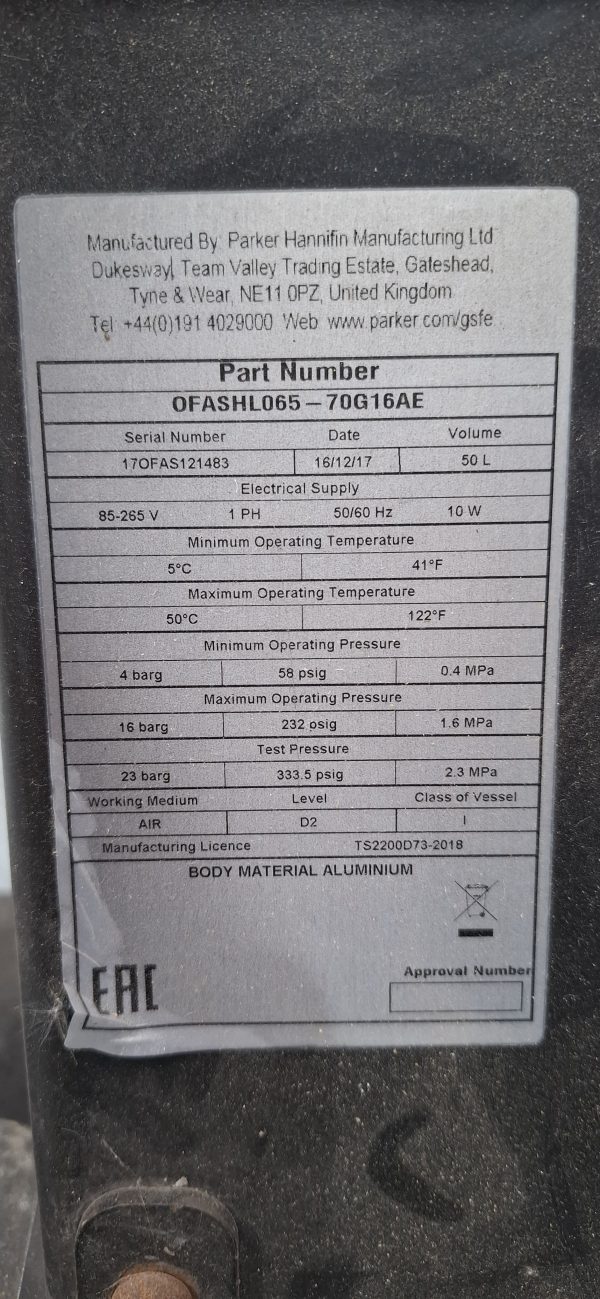 Manufactured By Parker Hannifin Manufacturing Ltd
Dukesway, Team Valley Trading Estate, Gateshead,
Tyne & Wear, NE11 0PZ, United Kingdom
Tel +44(0)191 4029000 Web www.parker.com/gsfe
Part Number
OFASHL065 – 70G16AE
Serial Number Date Volume
17OFAS121483 16/12/17 50 L
Electrical Supply
85-265 V 1 PH 50/60 Hz 10 W
Minimum Operating Temperature
5°C 41°F
Maximum Operating Temperature
50°C 122°F
Minimum Operating Pressure
4 barg 58 psig 0.4 MPa
Maximum Operating Pressure
16 barg 232 psig 1.6 MPa
Test Pressure
23 barg 333.5 psig 2.3 MPa
Working Medium Level Class of Vessel
AIR D2 I
Manufacturing Licence TS2200D73-2018
BODY MATERIAL ALUMINIUM
Approval Number
EAC